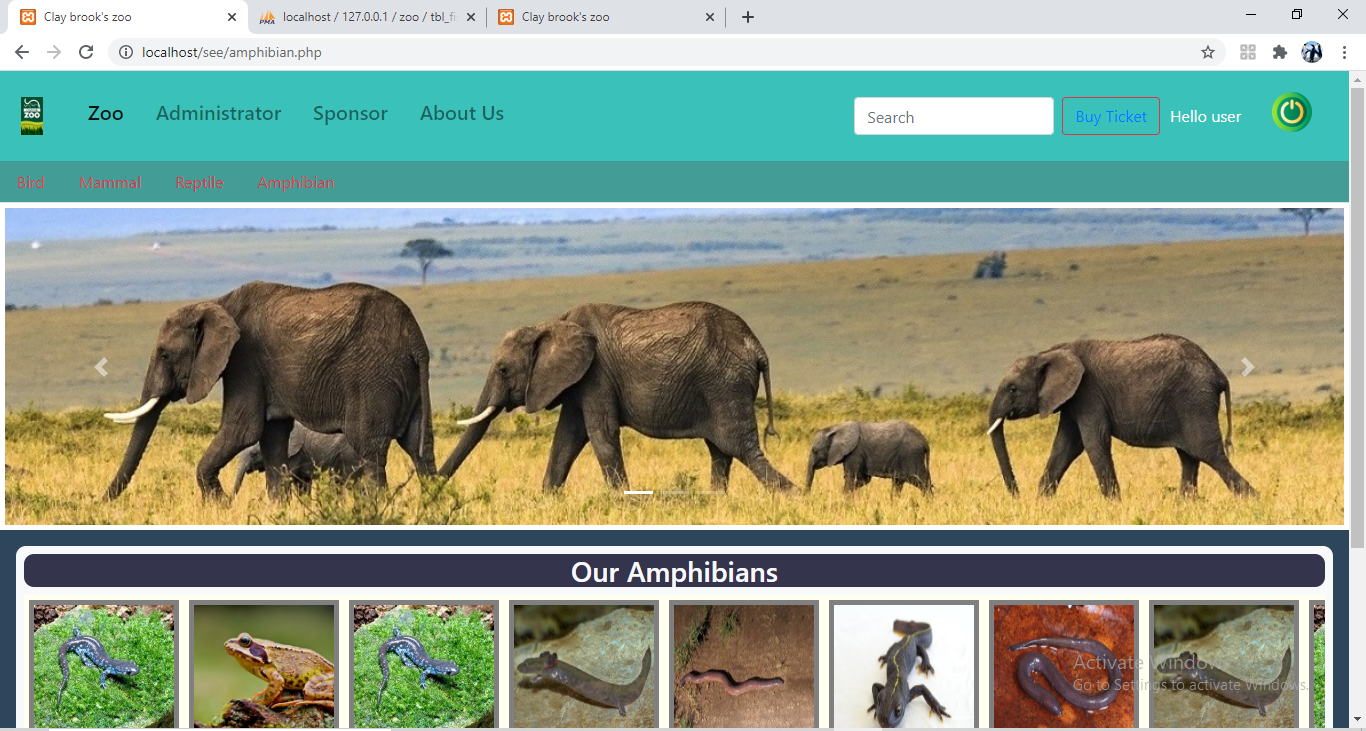 Clay brook's zoo
localhost / 127.0.0.1 / zoo / tbl_fi
Clay brook's zoo
localhost/see/amphibian.php
ZOO
Zoo
Administrator
Sponsor
About Us
Search
Buy Ticket
Hello user
Bird
Mammal
Reptile
Amphibian
Our Amphibians
Activate Windows
Go to Settings to activate Windows.